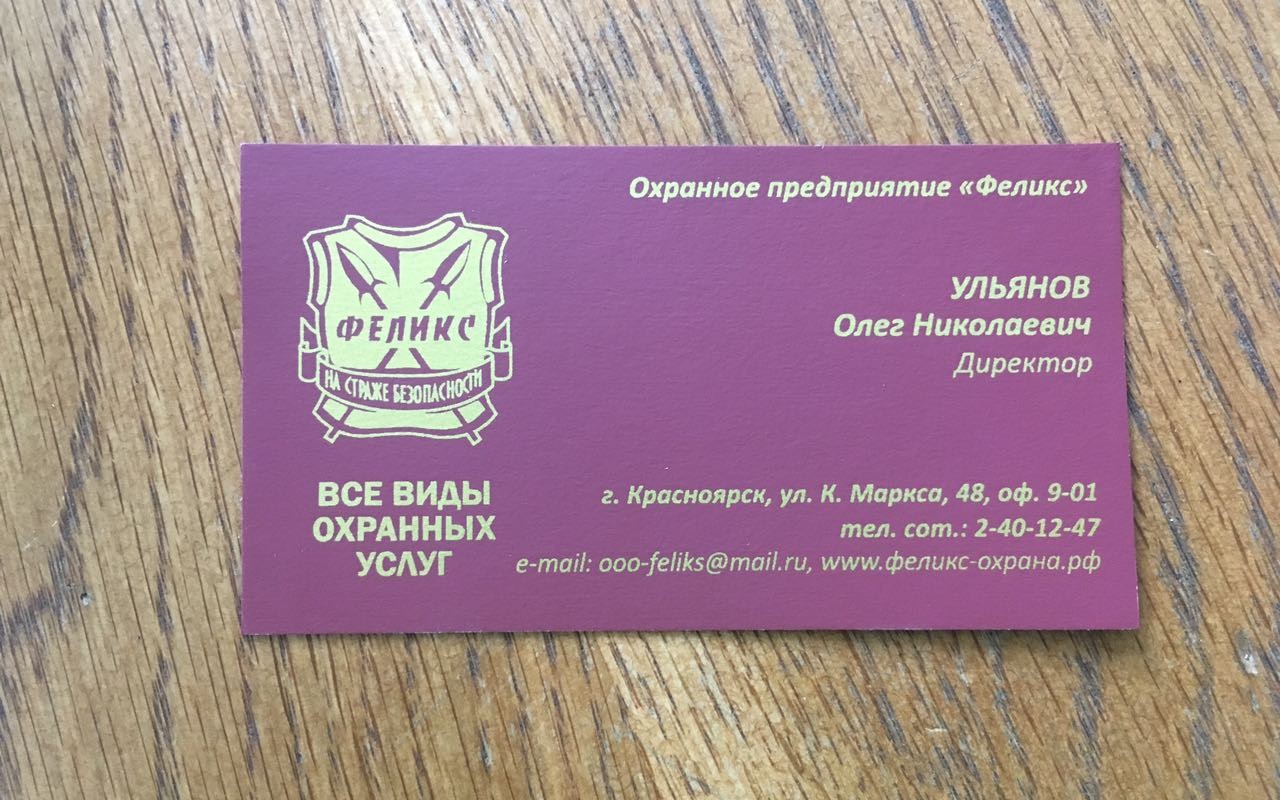 Охранное предприятие «Феликс»
ФЕЛИКС
НА СТРАЖЕ БЕЗОПАСНОСТИ
УЛЬЯНОВ
Олег Николаевич
Директор
ВСЕ ВИДЫ
ОХРАННЫХ
УСЛУГ
г. Красноярск, ул. К. Маркса, 48, оф. 9-01
тел. сот.: 2-40-12-47
e-mail: ooo-feliks@mail.ru, www.феликс-охрана.рф